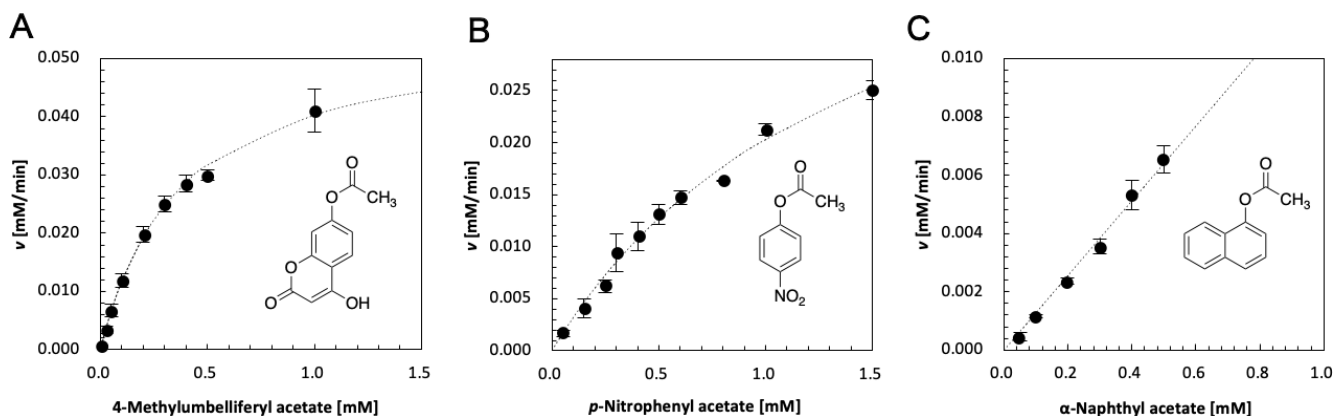 A
v [mM/min]
0.050
0.040
0.030
0.020
0.010
0.000
0.0
0.5
1.0
1.5
4-Methylumbelliferyl acetate [mM]
O
O
CH₃
O
O
OH
B
v [mM/min]
0.025
0.020
0.015
0.010
0.005
0.000
0.0
0.5
1.0
1.5
p-Nitrophenyl acetate [mM]
O
O
CH₃
NO₂
C
v [mM/min]
0.010
0.008
0.006
0.004
0.002
0.000
0.0
0.2
0.4
0.6
0.8
1.0
α-Naphthyl acetate [mM]
O
O
CH₃